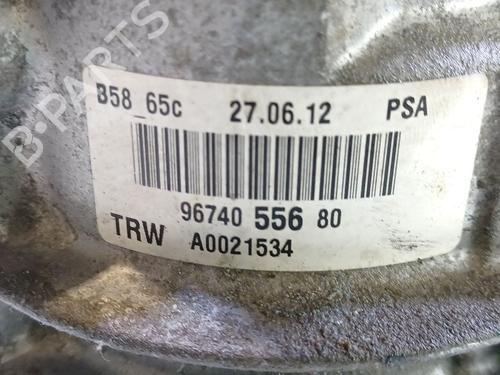 B58_65c 27.06.12 PSA
96740 556 80
TRW A0021534
B-PARTS